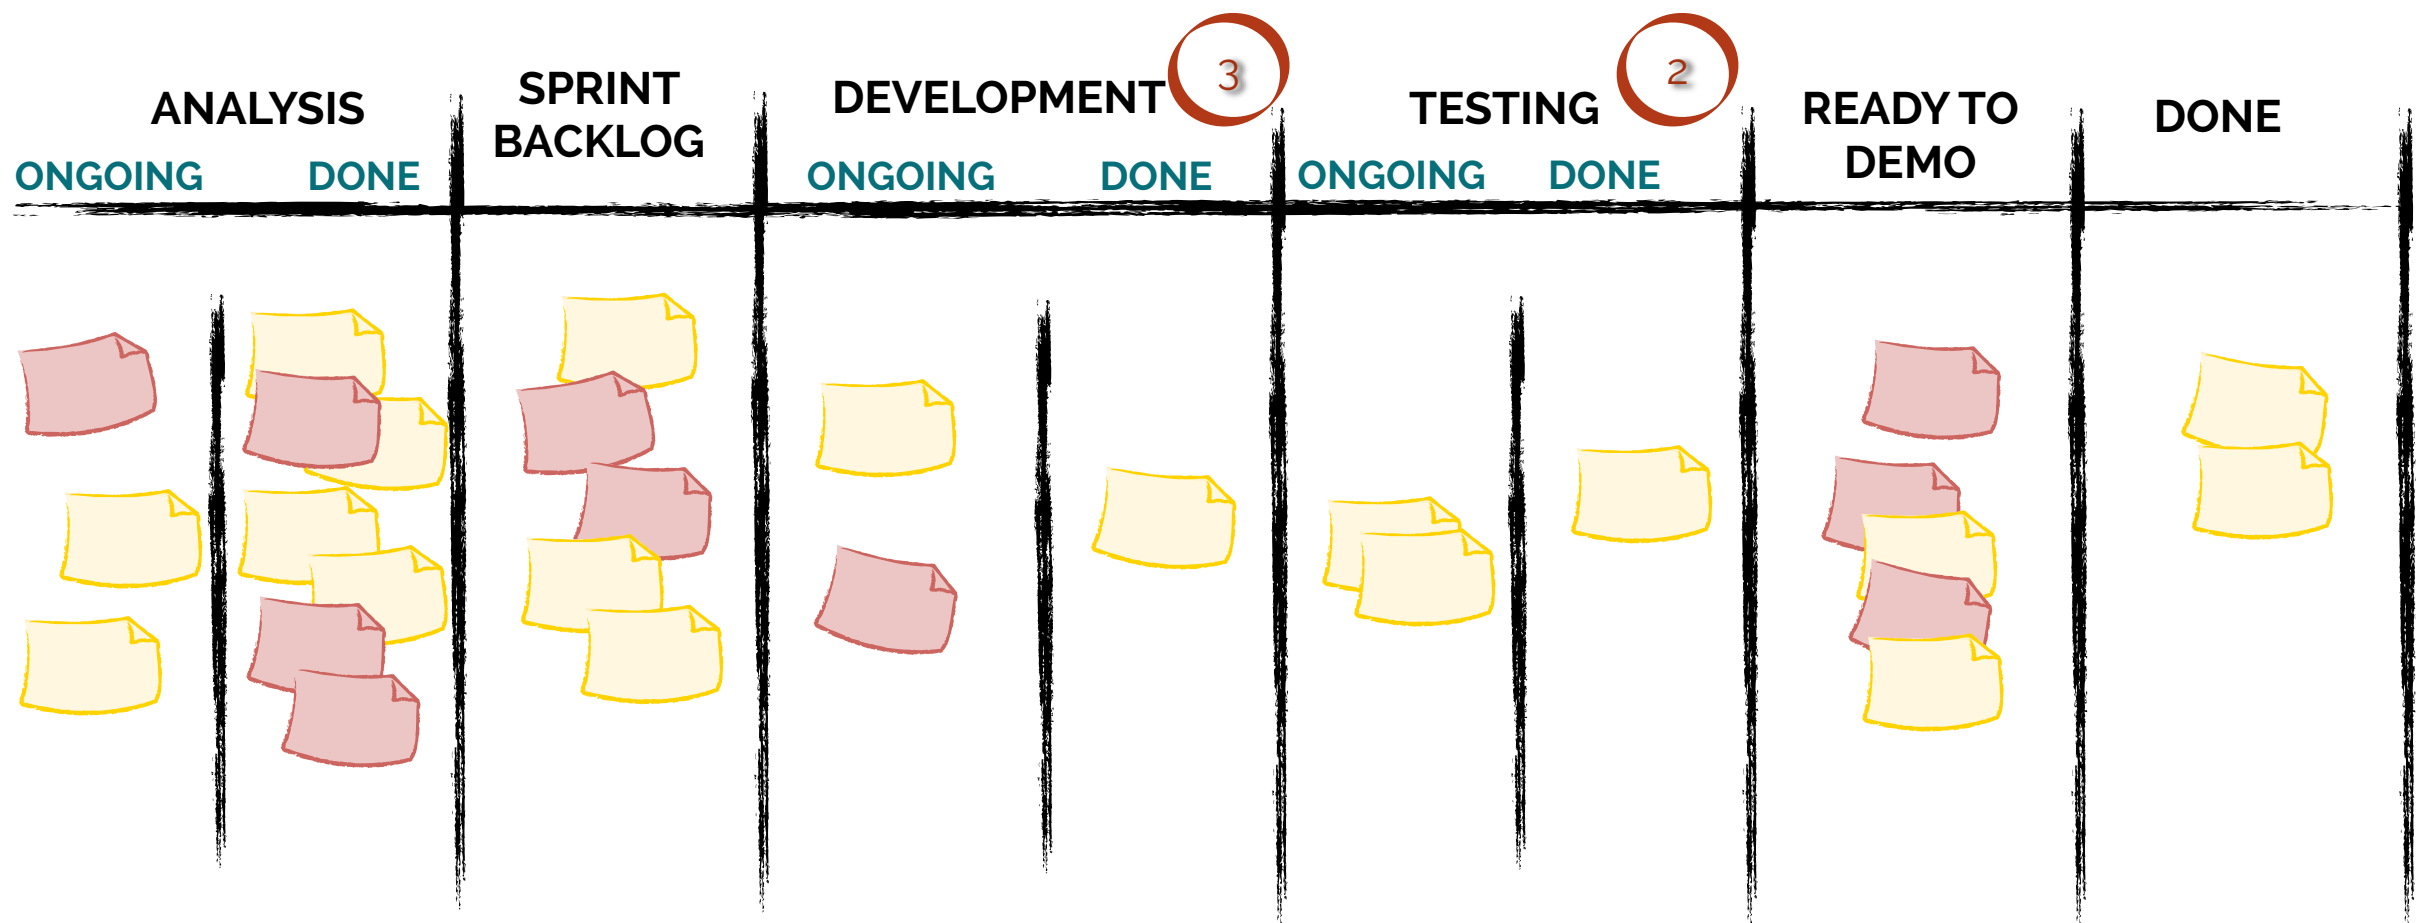 ANALYSIS
ONGOING
DONE
SPRINT
BACKLOG
DEVELOPMENT
3
ONGOING
DONE
TESTING
2
ONGOING
DONE
READY TO
DEMO
DONE